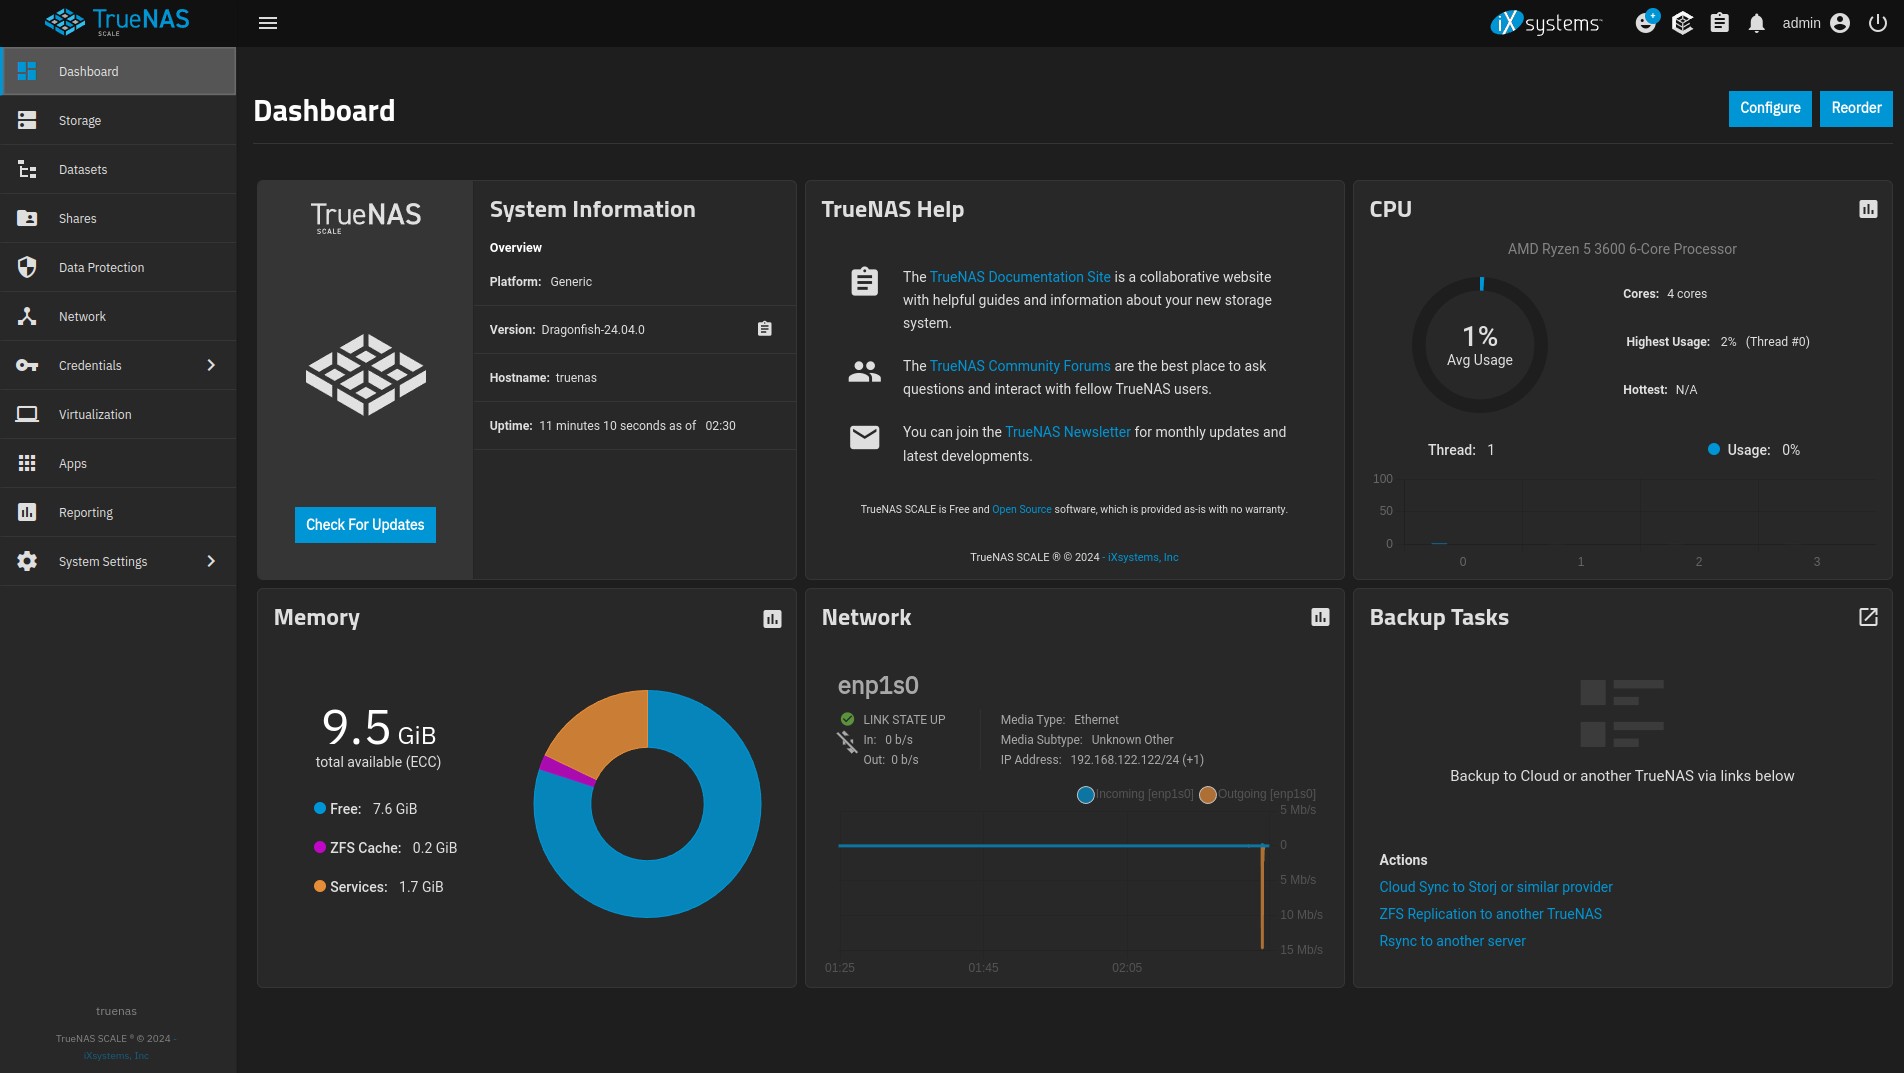 TrueNAS
SCALE
iXsystems
admin
Dashboard
Storage
Datasets
Shares
Data Protection
Network
Credentials
Virtualization
Apps
Reporting
System Settings
truenas
TrueNAS SCALE ® © 2024 -
iXsystems, Inc
Dashboard
Configure
Reorder
TrueNAS
SCALE
Check For Updates
System Information
Overview
Platform: Generic
Version: Dragonfish-24.04.0
Hostname: truenas
Uptime: 11 minutes 10 seconds as of 02:30
TrueNAS Help
The TrueNAS Documentation Site is a collaborative website
with helpful guides and information about your new storage
system.
The TrueNAS Community Forums are the best place to ask
questions and interact with fellow TrueNAS users.
You can join the TrueNAS Newsletter for monthly updates and
latest developments.
TrueNAS SCALE is Free and Open Source software, which is provided as-is with no warranty.
TrueNAS SCALE ® © 2024 - iXsystems, Inc
CPU
AMD Ryzen 5 3600 6-Core Processor
1%
Avg Usage
Cores: 4 cores
Highest Usage: 2% (Thread #0)
Hottest: N/A
Thread: 1
Usage: 0%
100
50
0
0 1 2 3
Memory
9.5 GiB
total available (ECC)
Free: 7.6 GiB
ZFS Cache: 0.2 GiB
Services: 1.7 GiB
Network
enp1s0
LINK STATE UP
In: 0 b/s
Out: 0 b/s
Media Type: Ethernet
Media Subtype: Unknown Other
IP Address: 192.168.122.122/24 (+1)
Incoming [enp1s0] Outgoing [enp1s0]
5 Mb/s
0
5 Mb/s
10 Mb/s
15 Mb/s
01:25 01:45 02:05
Backup Tasks
Backup to Cloud or another TrueNAS via links below
Actions
Cloud Sync to Storj or similar provider
ZFS Replication to another TrueNAS
Rsync to another server